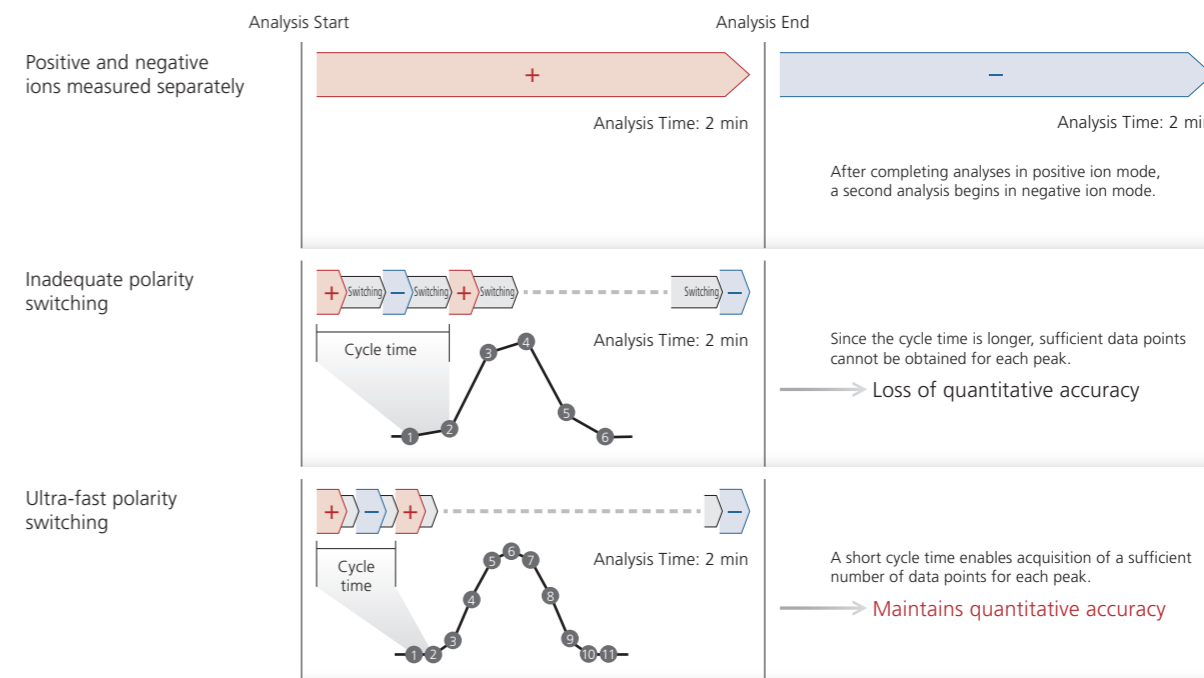 Analysis Start
Analysis End
Positive and negative
ions measured separately
+
−
Analysis Time: 2 min
Analysis Time: 2 min
After completing analyses in positive ion mode,
a second analysis begins in negative ion mode.
Inadequate polarity
switching
+ Switching − Switching + Switching
Switching −
Cycle time
Analysis Time: 2 min
1 2 3 4 5 6
Since the cycle time is longer, sufficient data points
cannot be obtained for each peak.
Loss of quantitative accuracy
Ultra-fast polarity
switching
+ − +
−
Cycle
time
Analysis Time: 2 min
1 2 3 4 5 6 7 8 9 10 11
A short cycle time enables acquisition of a sufficient
number of data points for each peak.
Maintains quantitative accuracy